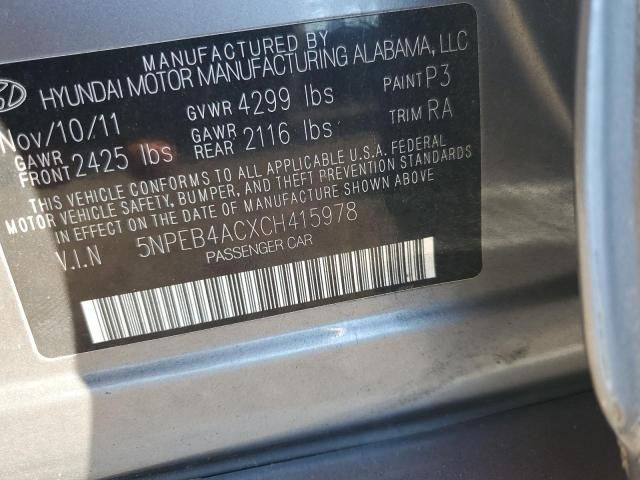 MANUFACTURED BY
HYUNDAI MOTOR MANUFACTURING ALABAMA, LLC
Nov/10/11 GVWR 4299 lbs PAINT P3
GAWR FRONT 2425 lbs GAWR REAR 2116 lbs TRIM RA
THIS VEHICLE CONFORMS TO ALL APPLICABLE U.S.A. FEDERAL
MOTOR VEHICLE SAFETY, BUMPER, AND THEFT PREVENTION STANDARDS
IN EFFECT ON THE DATE OF MANUFACTURE SHOWN ABOVE
V.I.N 5NPEB4ACXCH415978
PASSENGER CAR